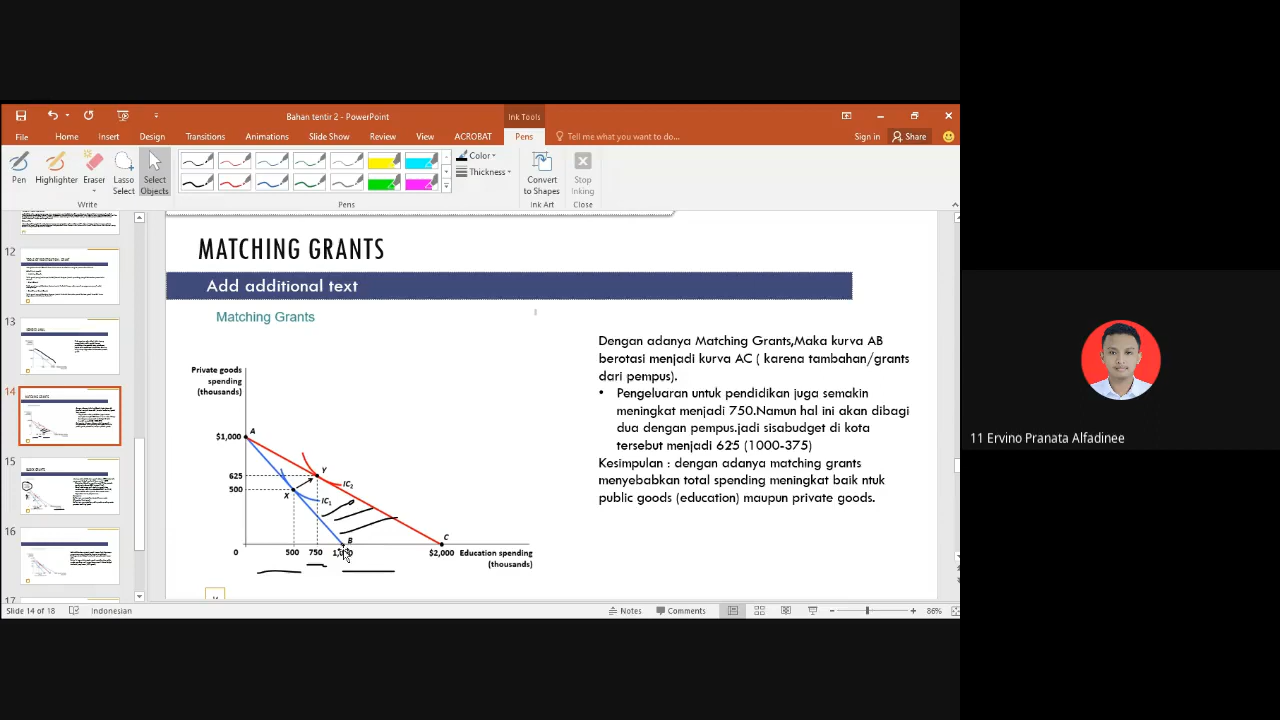 Bahan tentir 2 - PowerPoint
Ink Tools
File
Home
Insert
Design
Transitions
Animations
Slide Show
Review
View
ACROBAT
Pens
Tell me what you want to do...
Sign in
Share
Pen
Highlighter
Eraser
Lasso
Select
Select
Objects
Color
Thickness
Convert
to Shapes
Stop
Inking
Write
Pens
Ink Art
Close
12
13
14
15
16
17
MATCHING GRANTS
Add additional text
Matching Grants
Private goods
spending
(thousands)
$1,000
A
625
500
X
Y
IC2
IC1
B
C
0
500
750
$2,000
Education spending
(thousands)
Dengan adanya Matching Grants,Maka kurva AB
berotasi menjadi kurva AC ( karena tambahan/grants
dari pempus).
• Pengeluaran untuk pendidikan juga semakin
meningkat menjadi 750.Namun hal ini akan dibagi
dua dengan pempus.jadi sisabudget di kota
tersebut menjadi 625 (1000-375)
Kesimpulan : dengan adanya matching grants
menyebabkan total spending meningkat baik ntuk
public goods (education) maupun private goods.
Slide 14 of 18
Indonesian
Notes
Comments
86%
11 Ervino Pranata Alfadinee